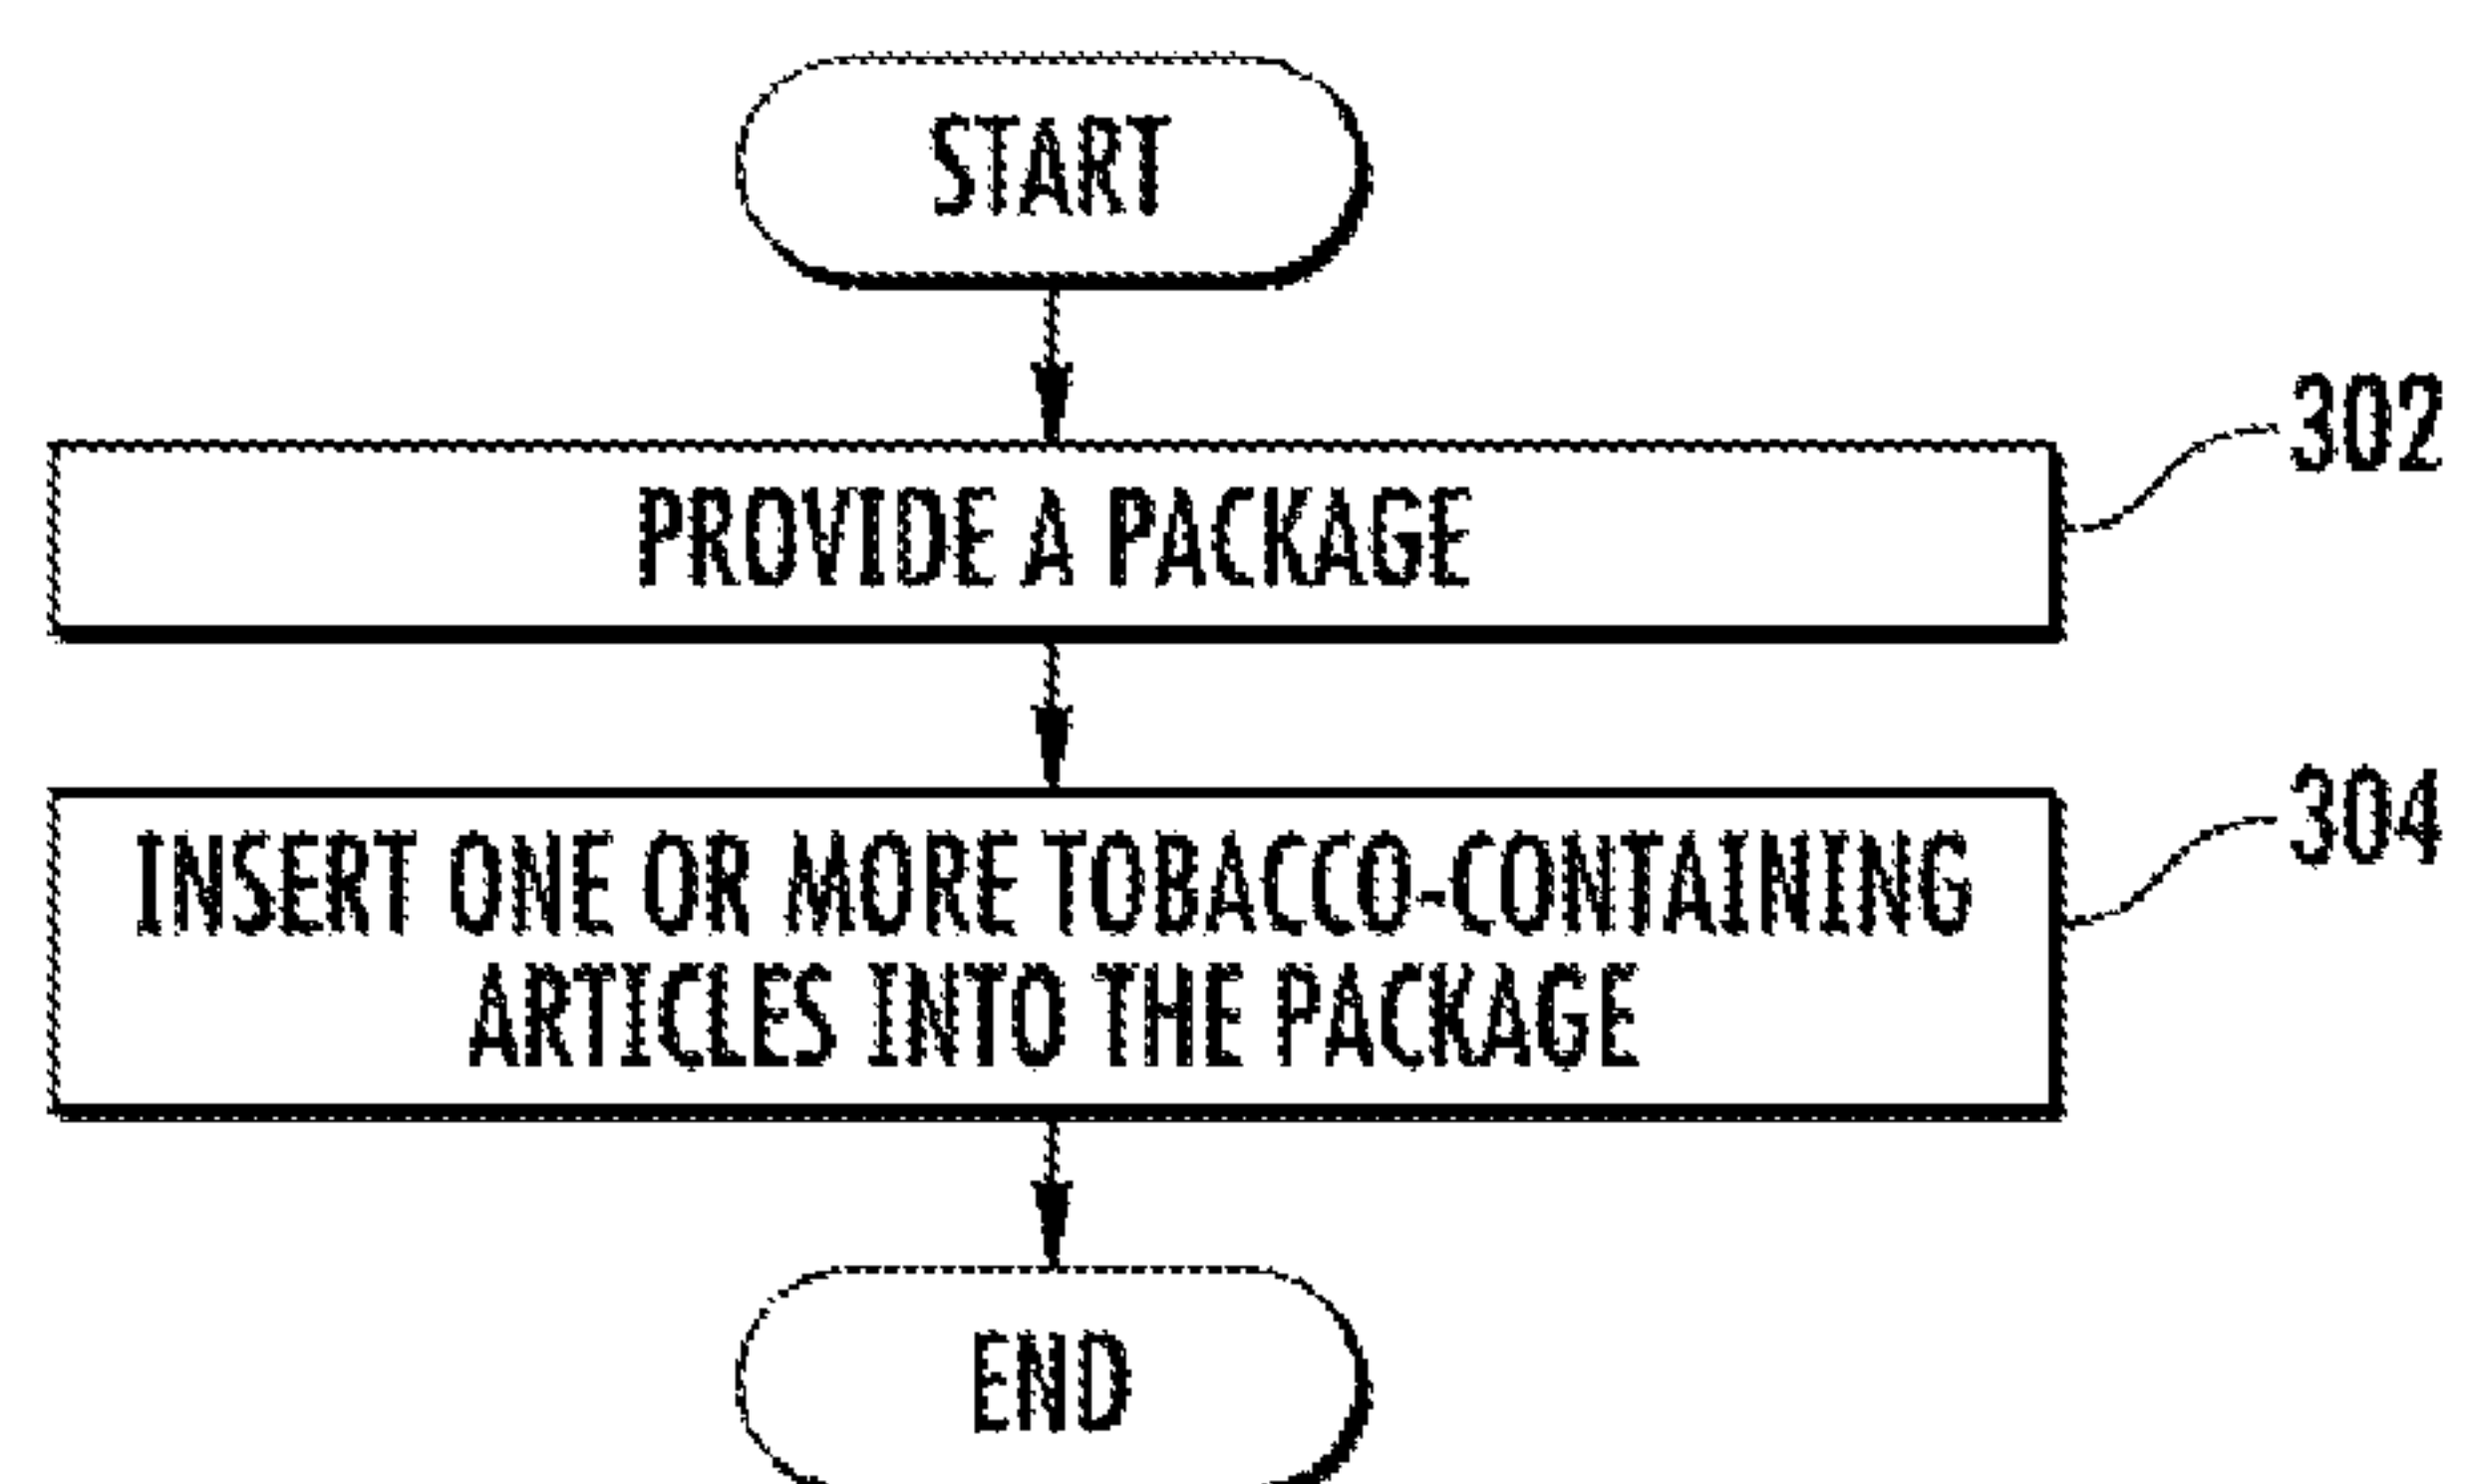 START
302
PROVIDE A PACKAGE
304
INSERT ONE OR MORE TOBACCO-CONTAINING
ARTICLES INTO THE PACKAGE
END